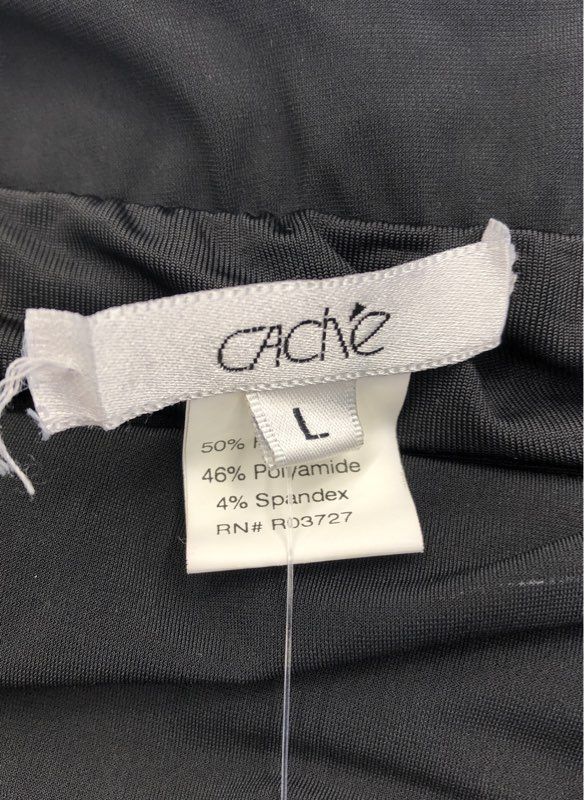 CACHé
L
50%
46% Polyamide
4% Spandex
RN# R03727